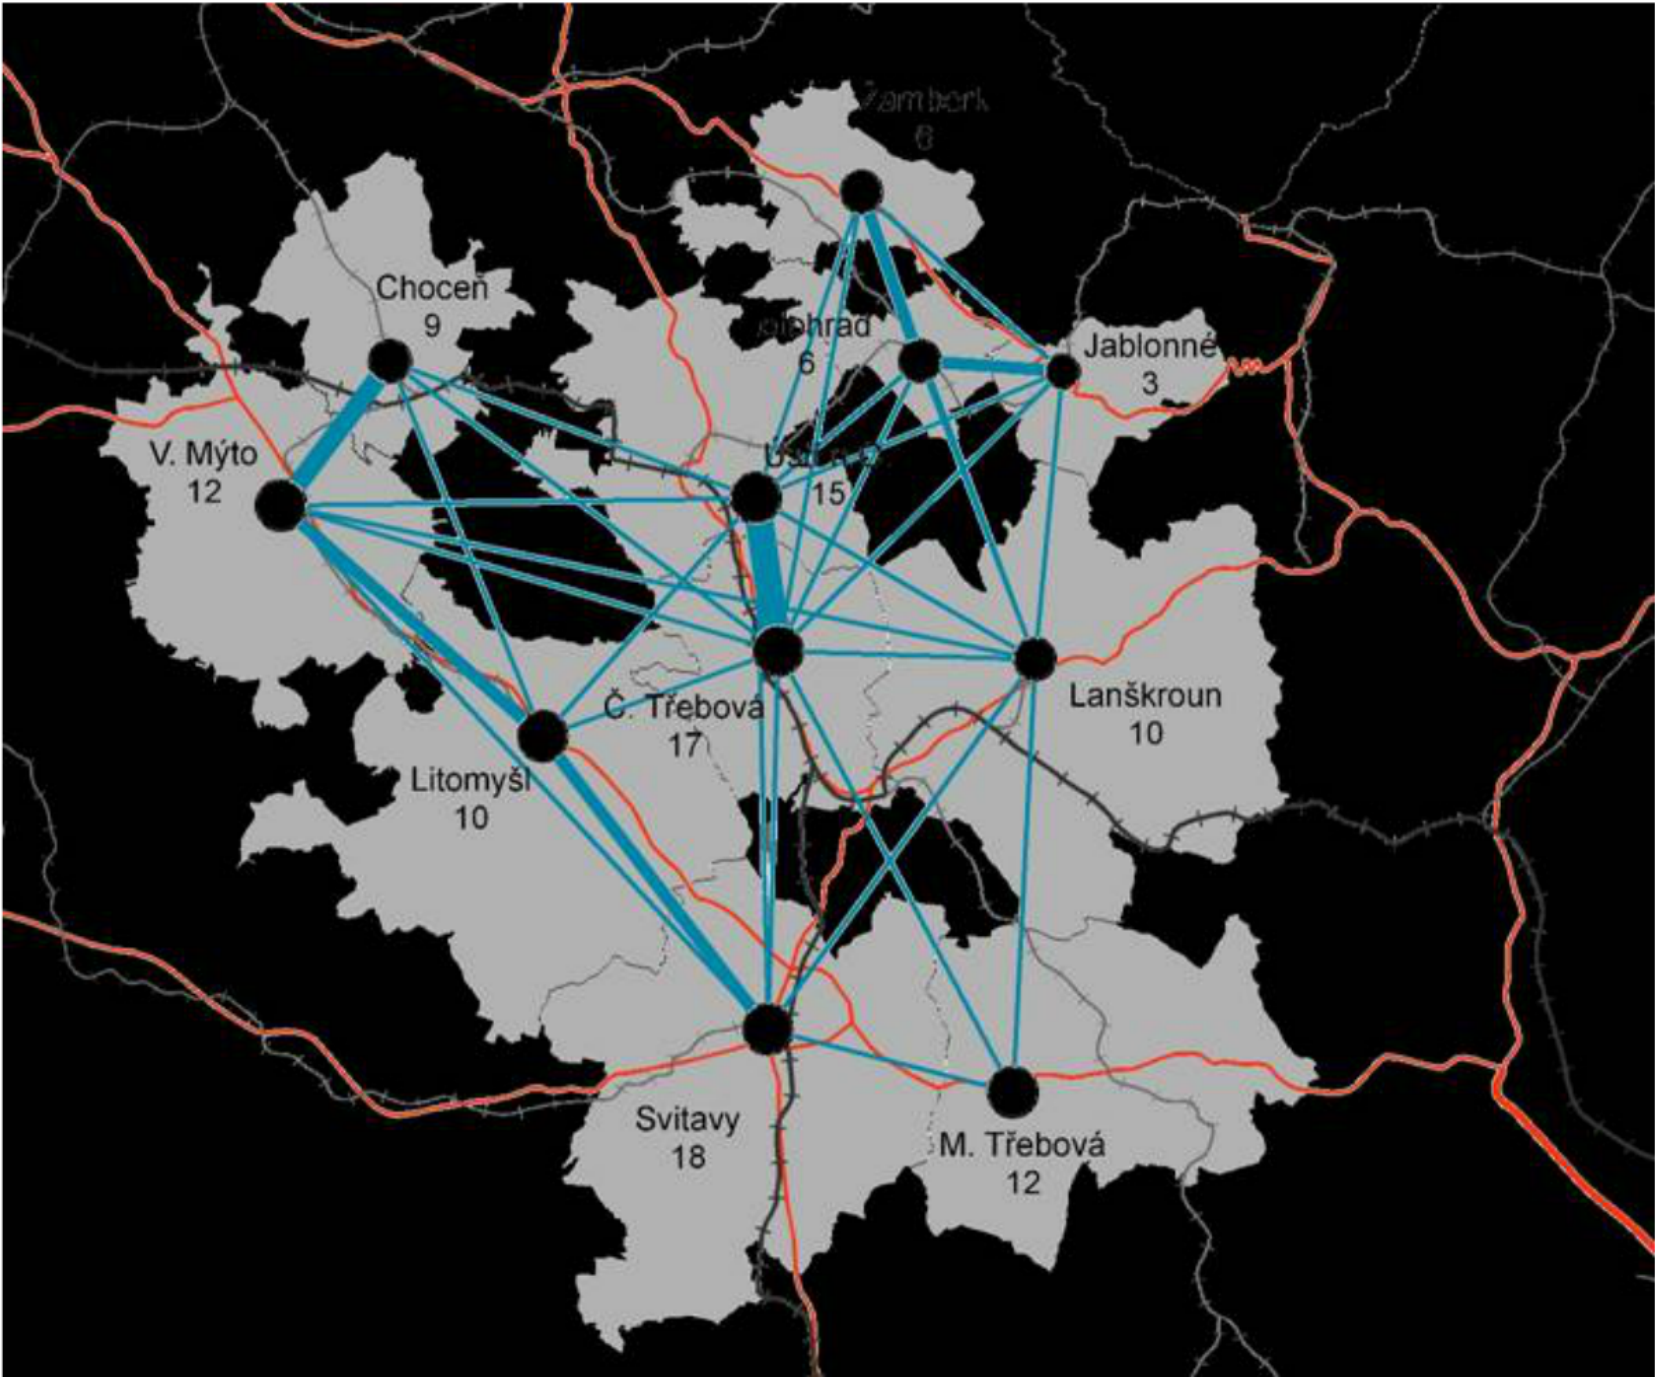 Žamberk
6
Choceň
9
6
Jablonné
3
V. Mýto
12
15
Č. Třebová
17
Lanškroun
10
Litomyšl
10
Svitavy
18
M. Třebová
12